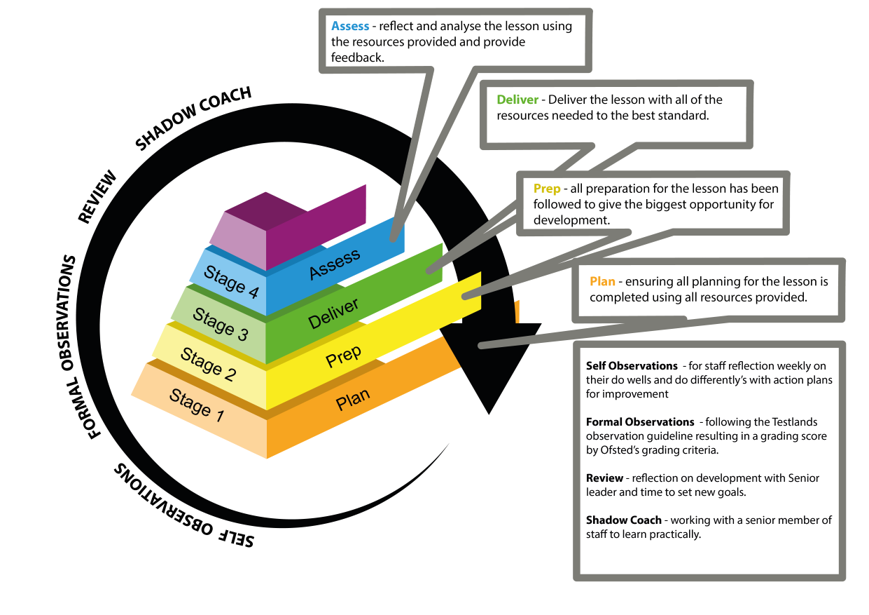 Assess - reflect and analyse the lesson using
the resources provided and provide
feedback.
Deliver - Deliver the lesson with all of the
resources needed to the best standard.
Prep - all preparation for the lesson has been
followed to give the biggest opportunity for
development.
Plan - ensuring all planning for the lesson is
completed using all resources provided.
SHADOW COACH
REVIEW
FORMAL OBSERVATIONS
SELF OBSERVATIONS
Stage 4
Assess
Stage 3
Deliver
Stage 2
Prep
Stage 1
Plan
Self Observations - for staff reflection weekly on
their do wells and do differently's with action plans
for improvement
Formal Observations - following the Testlands
observation guideline resulting in a grading score
by Ofsted's grading criteria.
Review - reflection on development with Senior
leader and time to set new goals.
Shadow Coach - working with a senior member of
staff to learn practically.